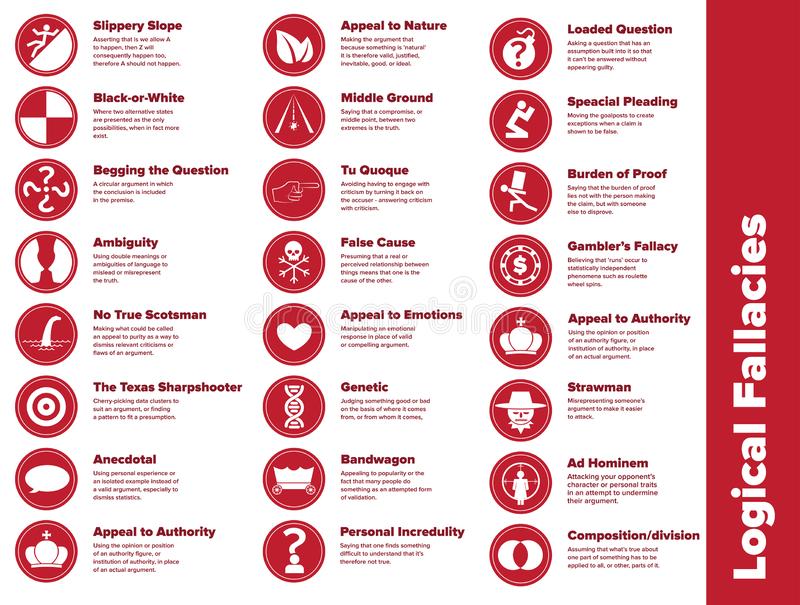 Slippery Slope
Asserting that is we allow A
to happen, then Z will
consequently happen too,
therefore A should not happen.
Black-or-White
Where two alternative states
are presented as the only
possibilities, when in fact more
exist.
Begging the Question
A circular argument in which
the conclusion is included
in the premise.
Ambiguity
Using double meanings or
ambiguities of language to
mislead or misrepresent
the truth.
No True Scotsman
Making what could be called
an appeal to purity as a way to
dismiss relevant criticisms or
flaws of an argument.
The Texas Sharpshooter
Cherry-picking data clusters to
suit an argument, or finding
a pattern to fit a presumption.
Anecdotal
Using personal experience or
an isolated example instead of
a valid argument, especially to
dismiss statistics.
Appeal to Authority
Using the opinion or position
of an authority figure, or
institution of authority, in place
of an actual argument.
Appeal to Nature
Making the argument that
because something is 'natural'
it is therefore valid, justified,
inevitable, good, or ideal.
Middle Ground
Saying that a compromise, or
middle point, between two
extremes is the truth.
Tu Quoque
Avoiding having to engage with
criticism by turning it back on
the accuser - answering criticism
with criticism.
False Cause
Presuming that a real or
perceived relationship between
things means that one is the
cause of the other.
Appeal to Emotions
Manipulating an emotional
response in place of valid
or compelling argument.
Genetic
Judging something good or bad
on the basis of where it comes
from, or from whom it comes,
Bandwagon
Appealing to popularity or the
fact that many people do
something as an attempted form
of validation.
Personal Incredulity
Saying that one finds something
difficult to understand that it's
therefore not true.
Loaded Question
Asking a question that has an
assumption built into it so that
it can't be answered without
appearing guilty.
Speacial Pleading
Moving the goalposts to create
exceptions when a claim is
shown to be false.
Burden of Proof
Saying that the burden of proof
lies not with the person making
the claim, but with someone
else to disprove.
Gambler's Fallacy
Believing that 'runs' occur to
statistically independent
phenomena such as roulette
wheel spins.
Appeal to Authority
Using the opinion or position
of an authority figure, or
institution of authority, in place
of an actual argument.
Strawman
Misrepresenting someone's
argument to make it easier
to attack.
Ad Hominem
Attacking your opponent's
character or personal traits
in an attempt to undermine
their argument.
Composition/division
Assuming that what's true about
one part of something has to be
applied to all, or other, parts of it.
Logical Fallacies
dreamstime